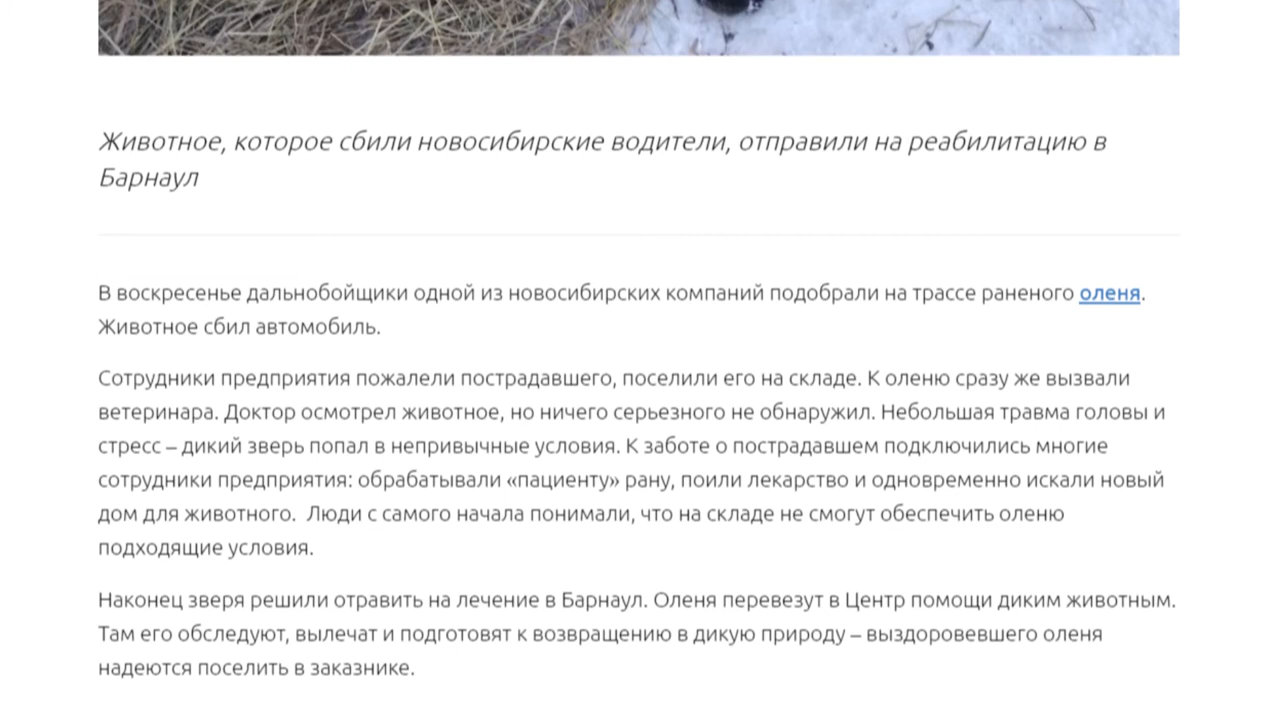 Животное, которое сбили новосибирские водители, отправили на реабилитацию в
Барнаул
В воскресенье дальнобойщики одной из новосибирских компаний подобрали на трассе раненого оленя.
Животное сбил автомобиль.
Сотрудники предприятия пожалели пострадавшего, поселили его на складе. К оленю сразу же вызвали
ветеринара. Доктор осмотрел животное, но ничего серьезного не обнаружил. Небольшая травма головы и
стресс – дикий зверь попал в непривычные условия. К заботе о пострадавшем подключились многие
сотрудники предприятия: обрабатывали «пациенту» рану, поили лекарство и одновременно искали новый
дом для животного.  Люди с самого начала понимали, что на складе не смогут обеспечить оленю
подходящие условия.
Наконец зверя решили отравить на лечение в Барнаул. Оленя перевезут в Центр помощи диким животным.
Там его обследуют, вылечат и подготовят к возвращению в дикую природу – выздоровевшего оленя
надеются поселить в заказнике.